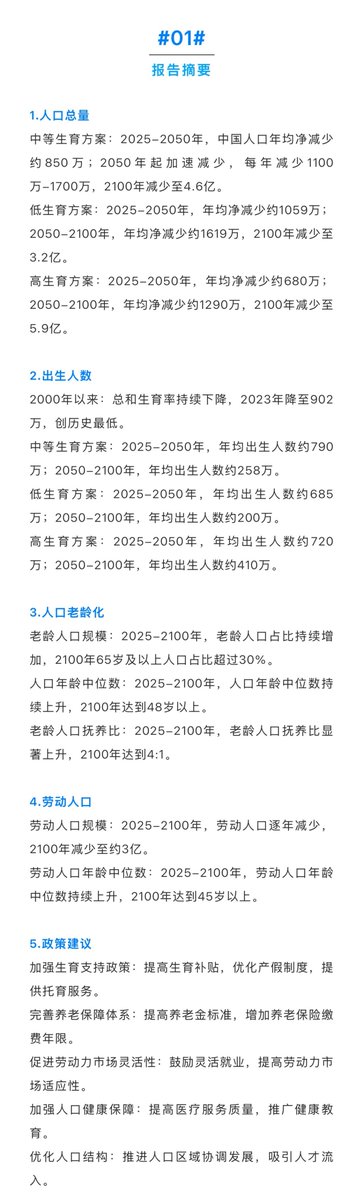 #01#
报告摘要
1.人口总量
中等生育方案：2025-2050年，中国人口年均净减少
约850万；2050年起加速减少，每年减少1100
万-1700万，2100年减少至4.6亿。
低生育方案：2025-2050年，年均净减少约1059万；
2050-2100年，年均净减少约1619万，2100年减少至
3.2亿。
高生育方案：2025-2050年，年均净减少约680万；
2050-2100年，年均净减少约1290万，2100年减少至
5.9亿。
2.出生人数
2000年以来：总和生育率持续下降，2023年降至902
万，创历史最低。
中等生育方案：2025-2050年，年均出生人数约790
万；2050-2100年，年均出生人数约258万。
低生育方案：2025-2050年，年均出生人数约685
万；2050-2100年，年均出生人数约200万。
高生育方案：2025-2050年，年均出生人数约720
万；2050-2100年，年均出生人数约410万。
3.人口老龄化
老龄人口规模：2025-2100年，老龄人口占比持续增
加，2100年65岁及以上人口占比超过30%。
人口年龄中位数：2025-2100年，人口年龄中位数持
续上升，2100年达到48岁以上。
老龄人口抚养比：2025-2100年，老龄人口抚养比显
著上升，2100年达到4:1。
4.劳动人口
劳动人口规模：2025-2100年，劳动人口逐年减少，
2100年减少至约3亿。
劳动人口年龄中位数：2025-2100年，劳动人口年龄
中位数持续上升，2100年达到45岁以上。
5.政策建议
加强生育支持政策：提高生育补贴，优化产假制度，提
供托育服务。
完善养老保障体系：提高养老金标准，增加养老保险缴
费年限。
促进劳动力市场灵活性：鼓励灵活就业，提高劳动力市
场适应性。
加强人口健康保障：提高医疗服务质量，推广健康教
育。
优化人口结构：推进人口区域协调发展，吸引人才流
入。